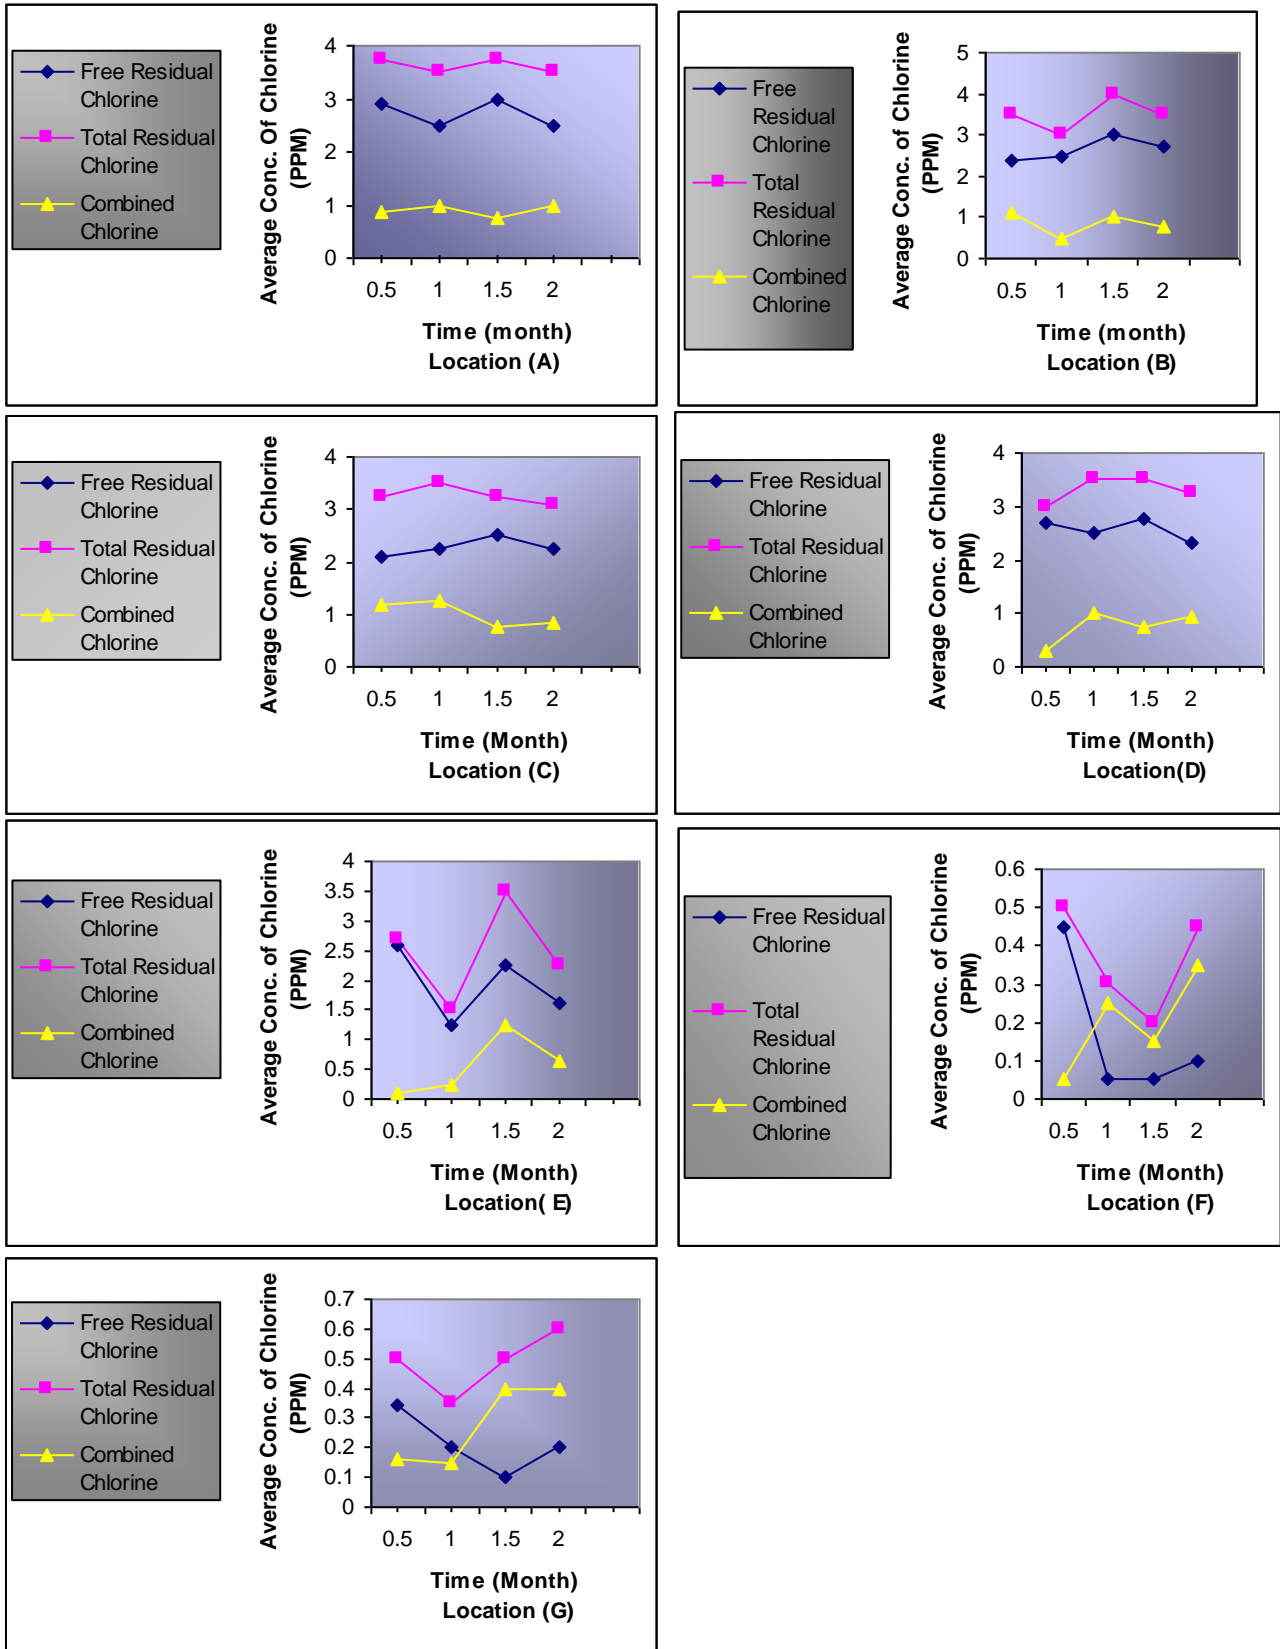 Free Residual
Chlorine
Total Residual
Chlorine
Combined
Chlorine
Average Conc. Of Chlorine
(PPM)
4
3
2
1
0
0.5 1 1.5 2
Time (month)
Location (A)
Free
Residual
Chlorine
Total
Residual
Chlorine
Combined
Chlorine
Average Conc. of Chlorine
(PPM)
5
4
3
2
1
0
0.5 1 1.5 2
Time (month)
Location (B)
Free Residual
Chlorine
Total Residual
Chlorine
Combined
Chlorine
Average Conc. of Chlorine
(PPM)
4
3
2
1
0
0.5 1 1.5 2
Time (Month)
Location (C)
Free Residual
Chlorine
Total Residual
Chlorine
Combined
Chlorine
Average Conc. of Chlorine
(PPM)
4
3
2
1
0
0.5 1 1.5 2
Time (Month)
Location(D)
Free Residual
Chlorine
Total Residual
Chlorine
Combined
Chlorine
Average Conc. of Chlorine
(PPM)
4
3.5
3
2.5
2
1.5
1
0.5
0
0.5 1 1.5 2
Time (Month)
Location( E)
Free Residual
Chlorine
Total
Residual
Chlorine
Combined
Chlorine
Average Conc. of Chlorine
(PPM)
0.6
0.5
0.4
0.3
0.2
0.1
0
0.5 1 1.5 2
Time (Month)
Location (F)
Free Residual
Chlorine
Total Residual
Chlorine
Combined
Chlorine
Average Conc. of Chlorine
(PPM)
0.7
0.6
0.5
0.4
0.3
0.2
0.1
0
0.5 1 1.5 2
Time (Month)
Location (G)